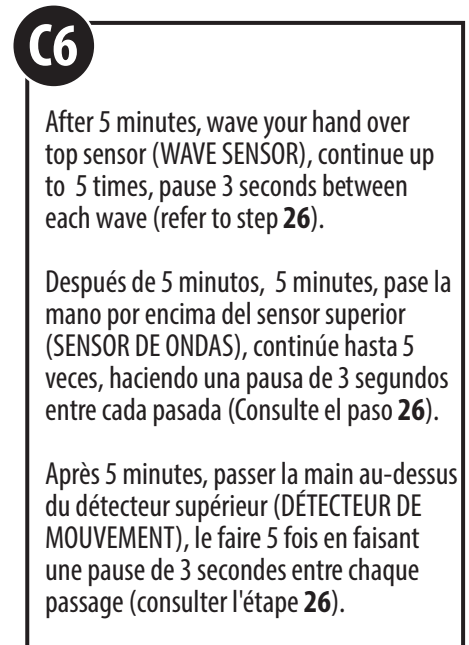 C6
After 5 minutes, wave your hand over
top sensor (WAVE SENSOR), continue up
to 5 times, pause 3 seconds between
each wave (refer to step 26).
Después de 5 minutos, 5 minutes, pase la
mano por encima del sensor superior
(SENSOR DE ONDAS), continúe hasta 5
veces, haciendo una pausa de 3 segundos
entre cada pasada (Consulte el paso 26).
Après 5 minutes, passer la main au-dessus
du détecteur supérieur (DÉTECTEUR DE
MOUVEMENT), le faire 5 fois en faisant
une pause de 3 secondes entre chaque
passage (consulter l'étape 26).